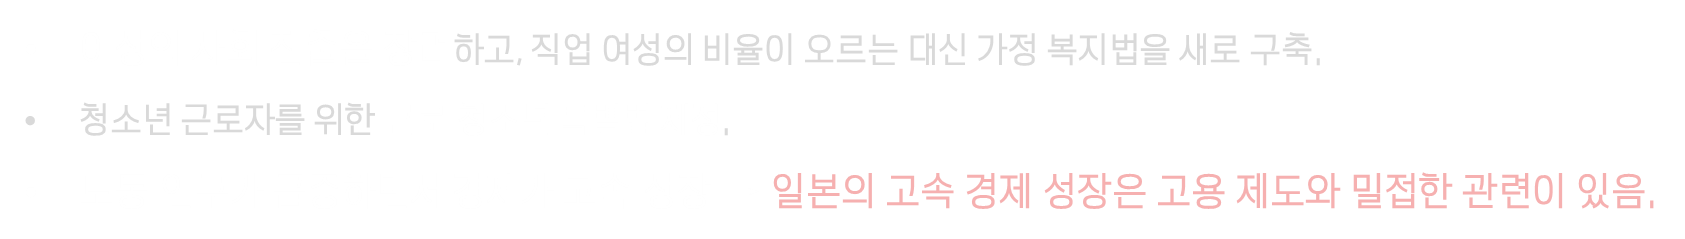 하고, 직업 여성의 비율이 오르는 대신 가정 복지법을 새로 구축.
• 청소년 근로자를 위한 .
일본의 고속 경제 성장은 고용 제도와 밀접한 관련이 있음.